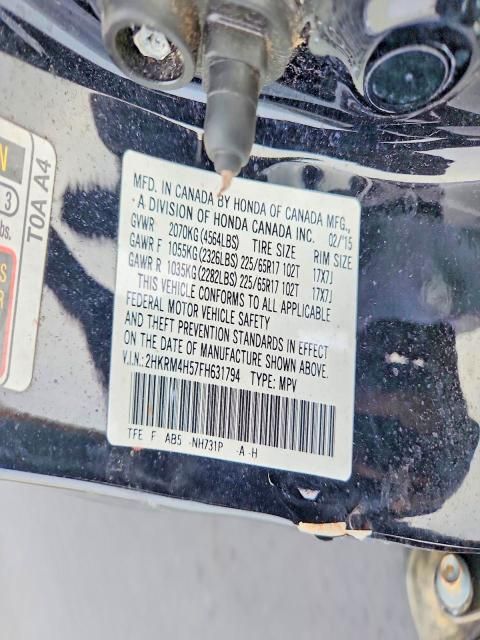 MFD. IN CANADA BY HONDA OF CANADA MFG.,
A DIVISION OF HONDA CANADA INC. 02/'15
GVWR 2070KG(4564LBS) TIRE SIZE RIM SIZE
GAWR F 1055KG(2326LBS) 225/65R17 102T 17X7J
GAWR R 1035KG(2282LBS) 225/65R17 102T 17X7J
THIS VEHICLE CONFORMS TO ALL APPLICABLE
FEDERAL MOTOR VEHICLE SAFETY
AND THEFT PREVENTION STANDARDS IN EFFECT
ON THE DATE OF MANUFACTURE SHOWN ABOVE.
V.I.N.:2HKRM4H57FH631794 TYPE: MPV
TFE F AB5 -NH731P -A -H
T0A A4
N
3
bs.
S
R